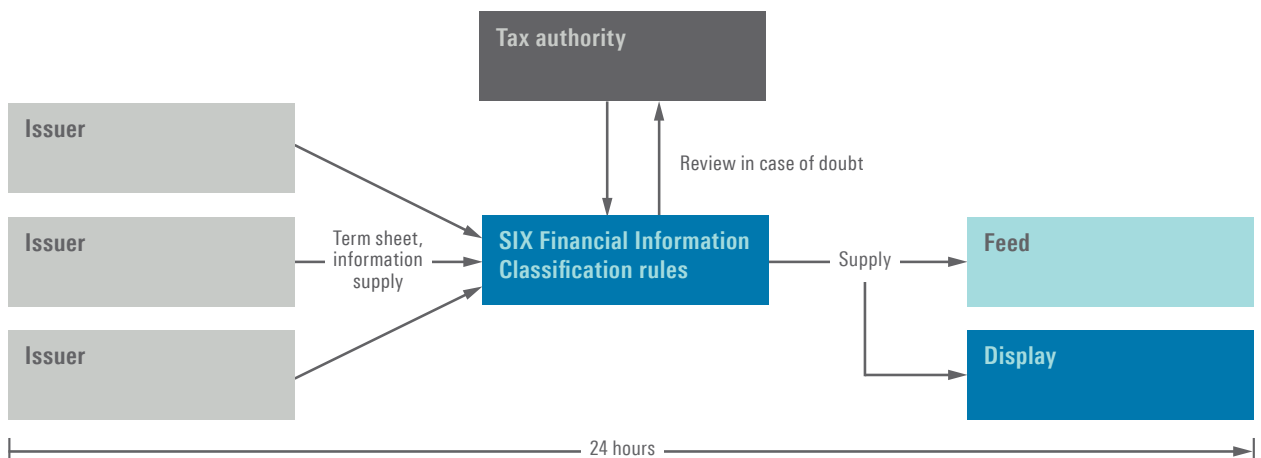 Tax authority
Issuer
Review in case of doubt
Issuer
Term sheet,
information
supply
SIX Financial Information
Classification rules
Supply
Feed
Issuer
Display
24 hours